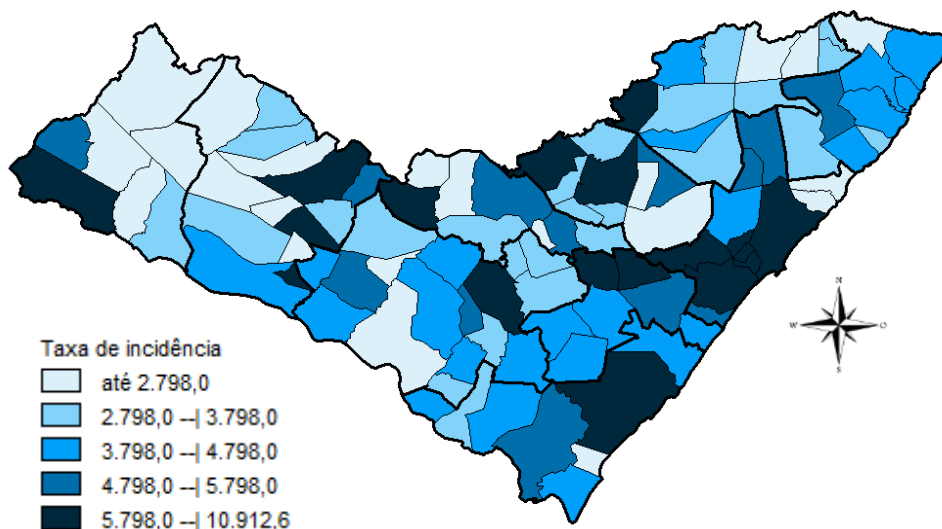 N
W
O
S
Taxa de incidência
até 2.798,0
2.798,0 --| 3.798,0
3.798,0 --| 4.798,0
4.798,0 --| 5.798,0
5.798,0 --| 10.912,6